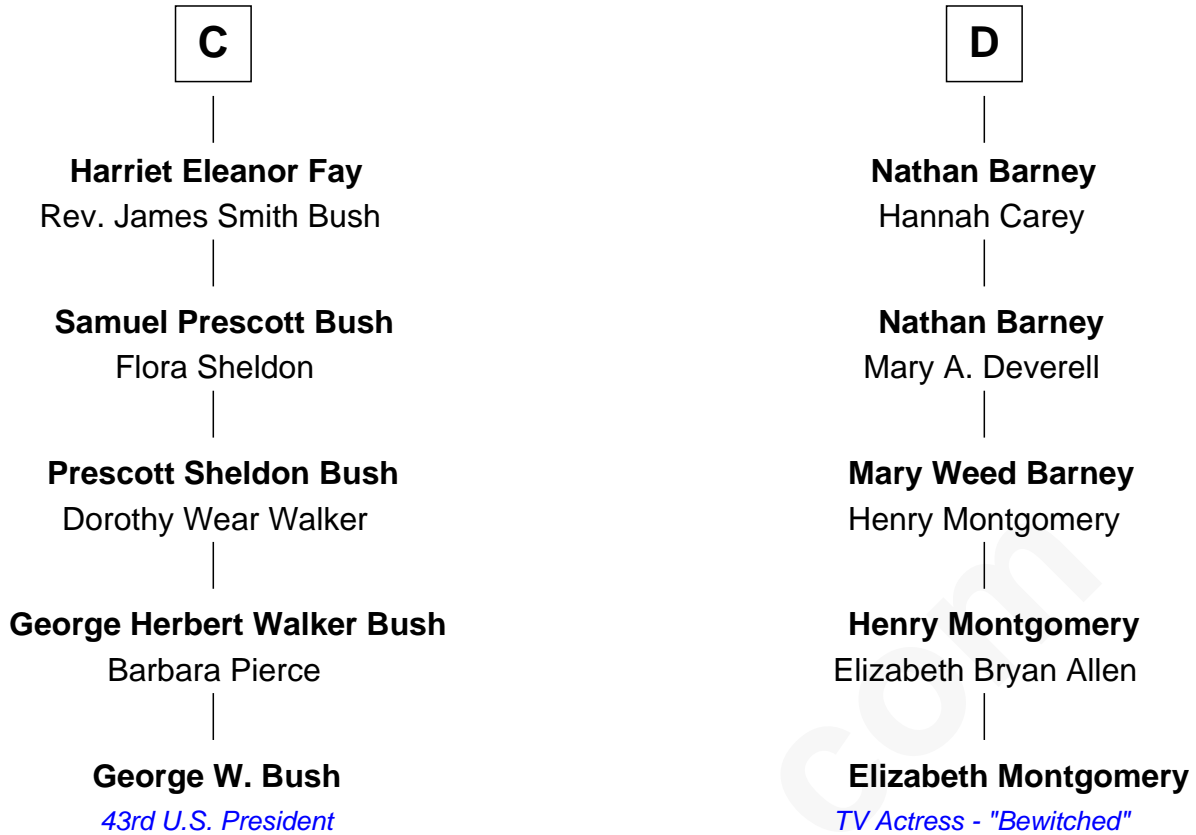 C
Harriet Eleanor Fay
Rev. James Smith Bush
Samuel Prescott Bush
Flora Sheldon
Prescott Sheldon Bush
Dorothy Wear Walker
George Herbert Walker Bush
Barbara Pierce
George W. Bush
43rd U.S. President
D
Nathan Barney
Hannah Carey
Nathan Barney
Mary A. Deverell
Mary Weed Barney
Henry Montgomery
Henry Montgomery
Elizabeth Bryan Allen
Elizabeth Montgomery
TV Actress - "Bewitched"
com